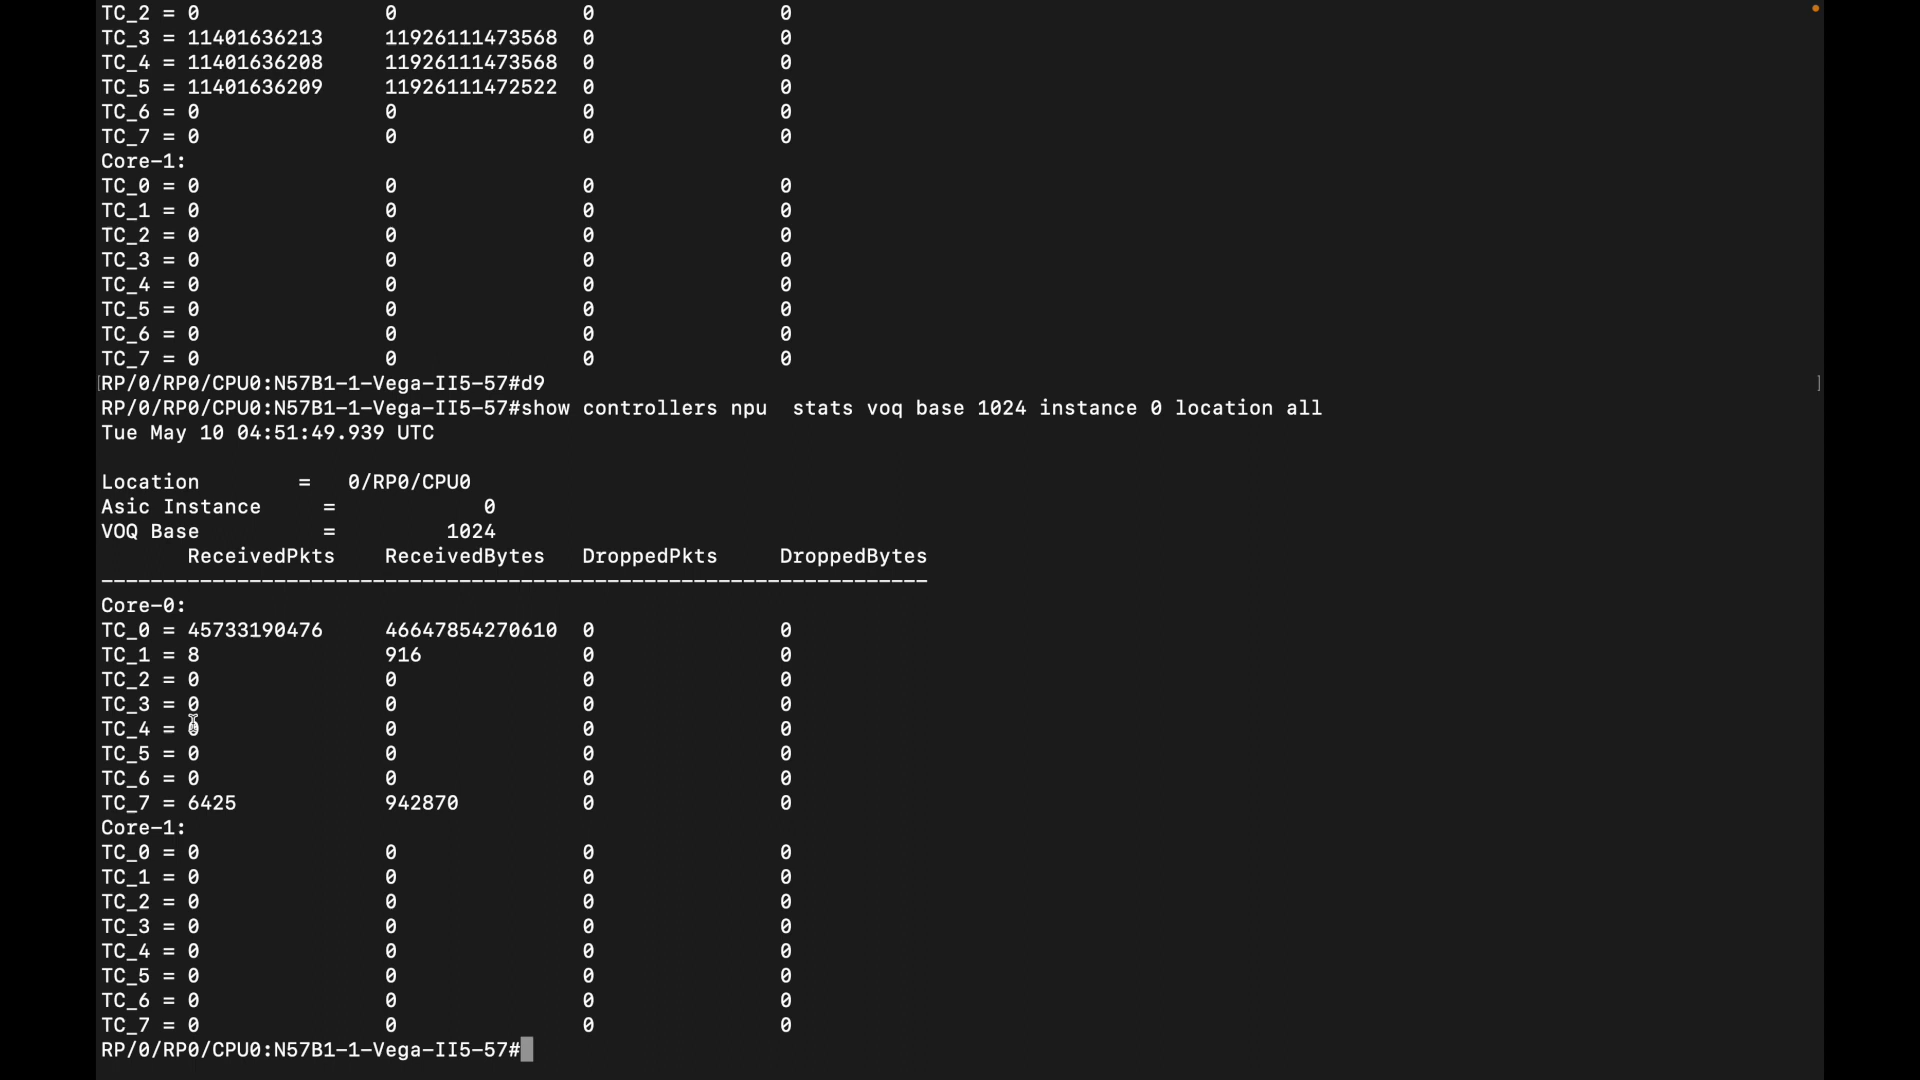 TC_2 = 0 0 0 0
TC_3 = 11401636213 11926111473568 0 0
TC_4 = 11401636208 11926111473568 0 0
TC_5 = 11401636209 11926111472522 0 0
TC_6 = 0 0 0 0
TC_7 = 0 0 0 0
Core-1:
TC_0 = 0 0 0 0
TC_1 = 0 0 0 0
TC_2 = 0 0 0 0
TC_3 = 0 0 0 0
TC_4 = 0 0 0 0
TC_5 = 0 0 0 0
TC_6 = 0 0 0 0
TC_7 = 0 0 0 0
[RP/0/RP0/CPU0:N57B1-1-Vega-II5-57#d9 ]
RP/0/RP0/CPU0:N57B1-1-Vega-II5-57#show controllers npu  stats voq base 1024 instance 0 location all
Tue May 10 04:51:49.939 UTC
Location = 0/RP0/CPU0
Asic Instance = 0
VOQ Base = 1024
ReceivedPkts ReceivedBytes DroppedPkts DroppedBytes
-------------------------------------------------------------------
Core-0:
TC_0 = 45733190476 46647854270610 0 0
TC_1 = 8 916 0 0
TC_2 = 0 0 0 0
TC_3 = 0 0 0 0
TC_4 = 0 0 0 0
TC_5 = 0 0 0 0
TC_6 = 0 0 0 0
TC_7 = 6425 942870 0 0
Core-1:
TC_0 = 0 0 0 0
TC_1 = 0 0 0 0
TC_2 = 0 0 0 0
TC_3 = 0 0 0 0
TC_4 = 0 0 0 0
TC_5 = 0 0 0 0
TC_6 = 0 0 0 0
TC_7 = 0 0 0 0
RP/0/RP0/CPU0:N57B1-1-Vega-II5-57#